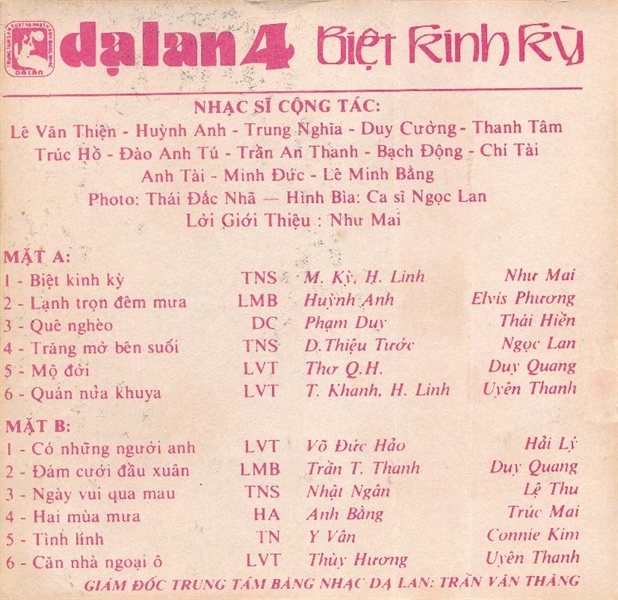 dạ lan 4 Biệt Kinh Kỳ
DẠ LAN
NHẠC SĨ CỘNG TÁC:
Lê Văn Thiện - Huỳnh Anh - Trung Nghĩa - Duy Cường - Thanh Tâm
Trúc Hồ - Đào Anh Tú - Trần An Thanh - Bạch Động - Chí Tài
Anh Tài - Minh Đức - Lê Minh Bằng
Photo: Thái Đắc Nhã — Hình Bìa: Ca sĩ Ngọc Lan
Lời Giới Thiệu : Như Mai
MẶT A:
1 - Biệt kinh kỳ TNS M. Kỳ, H. Linh Như Mai
2 - Lạnh trọn đêm mưa LMB Huỳnh Anh Elvis Phương
3 - Quê nghèo DC Phạm Duy Thái Hiền
4 - Trăng mờ bên suối TNS D.Thiệu Tước Ngọc Lan
5 - Mộ đời LVT Thơ Q.H. Duy Quang
6 - Quán nửa khuya LVT T. Khanh, H. Linh Uyên Thanh
MẶT B:
1 - Có những người anh LVT Võ Đức Hảo Hải Lý
2 - Đám cưới đầu xuân LMB Trần T. Thanh Duy Quang
3 - Ngày vui qua mau TNS Nhật Ngân Lệ Thu
4 - Hai mùa mưa HA Anh Bằng Trúc Mai
5 - Tình lính TN Y Vân Connie Kim
6 - Căn nhà ngoại ô LVT Thùy Hương Uyên Thanh
GIÁM ĐỐC TRUNG TÂM BĂNG NHẠC DẠ LAN: TRẦN VĂN THĂNG